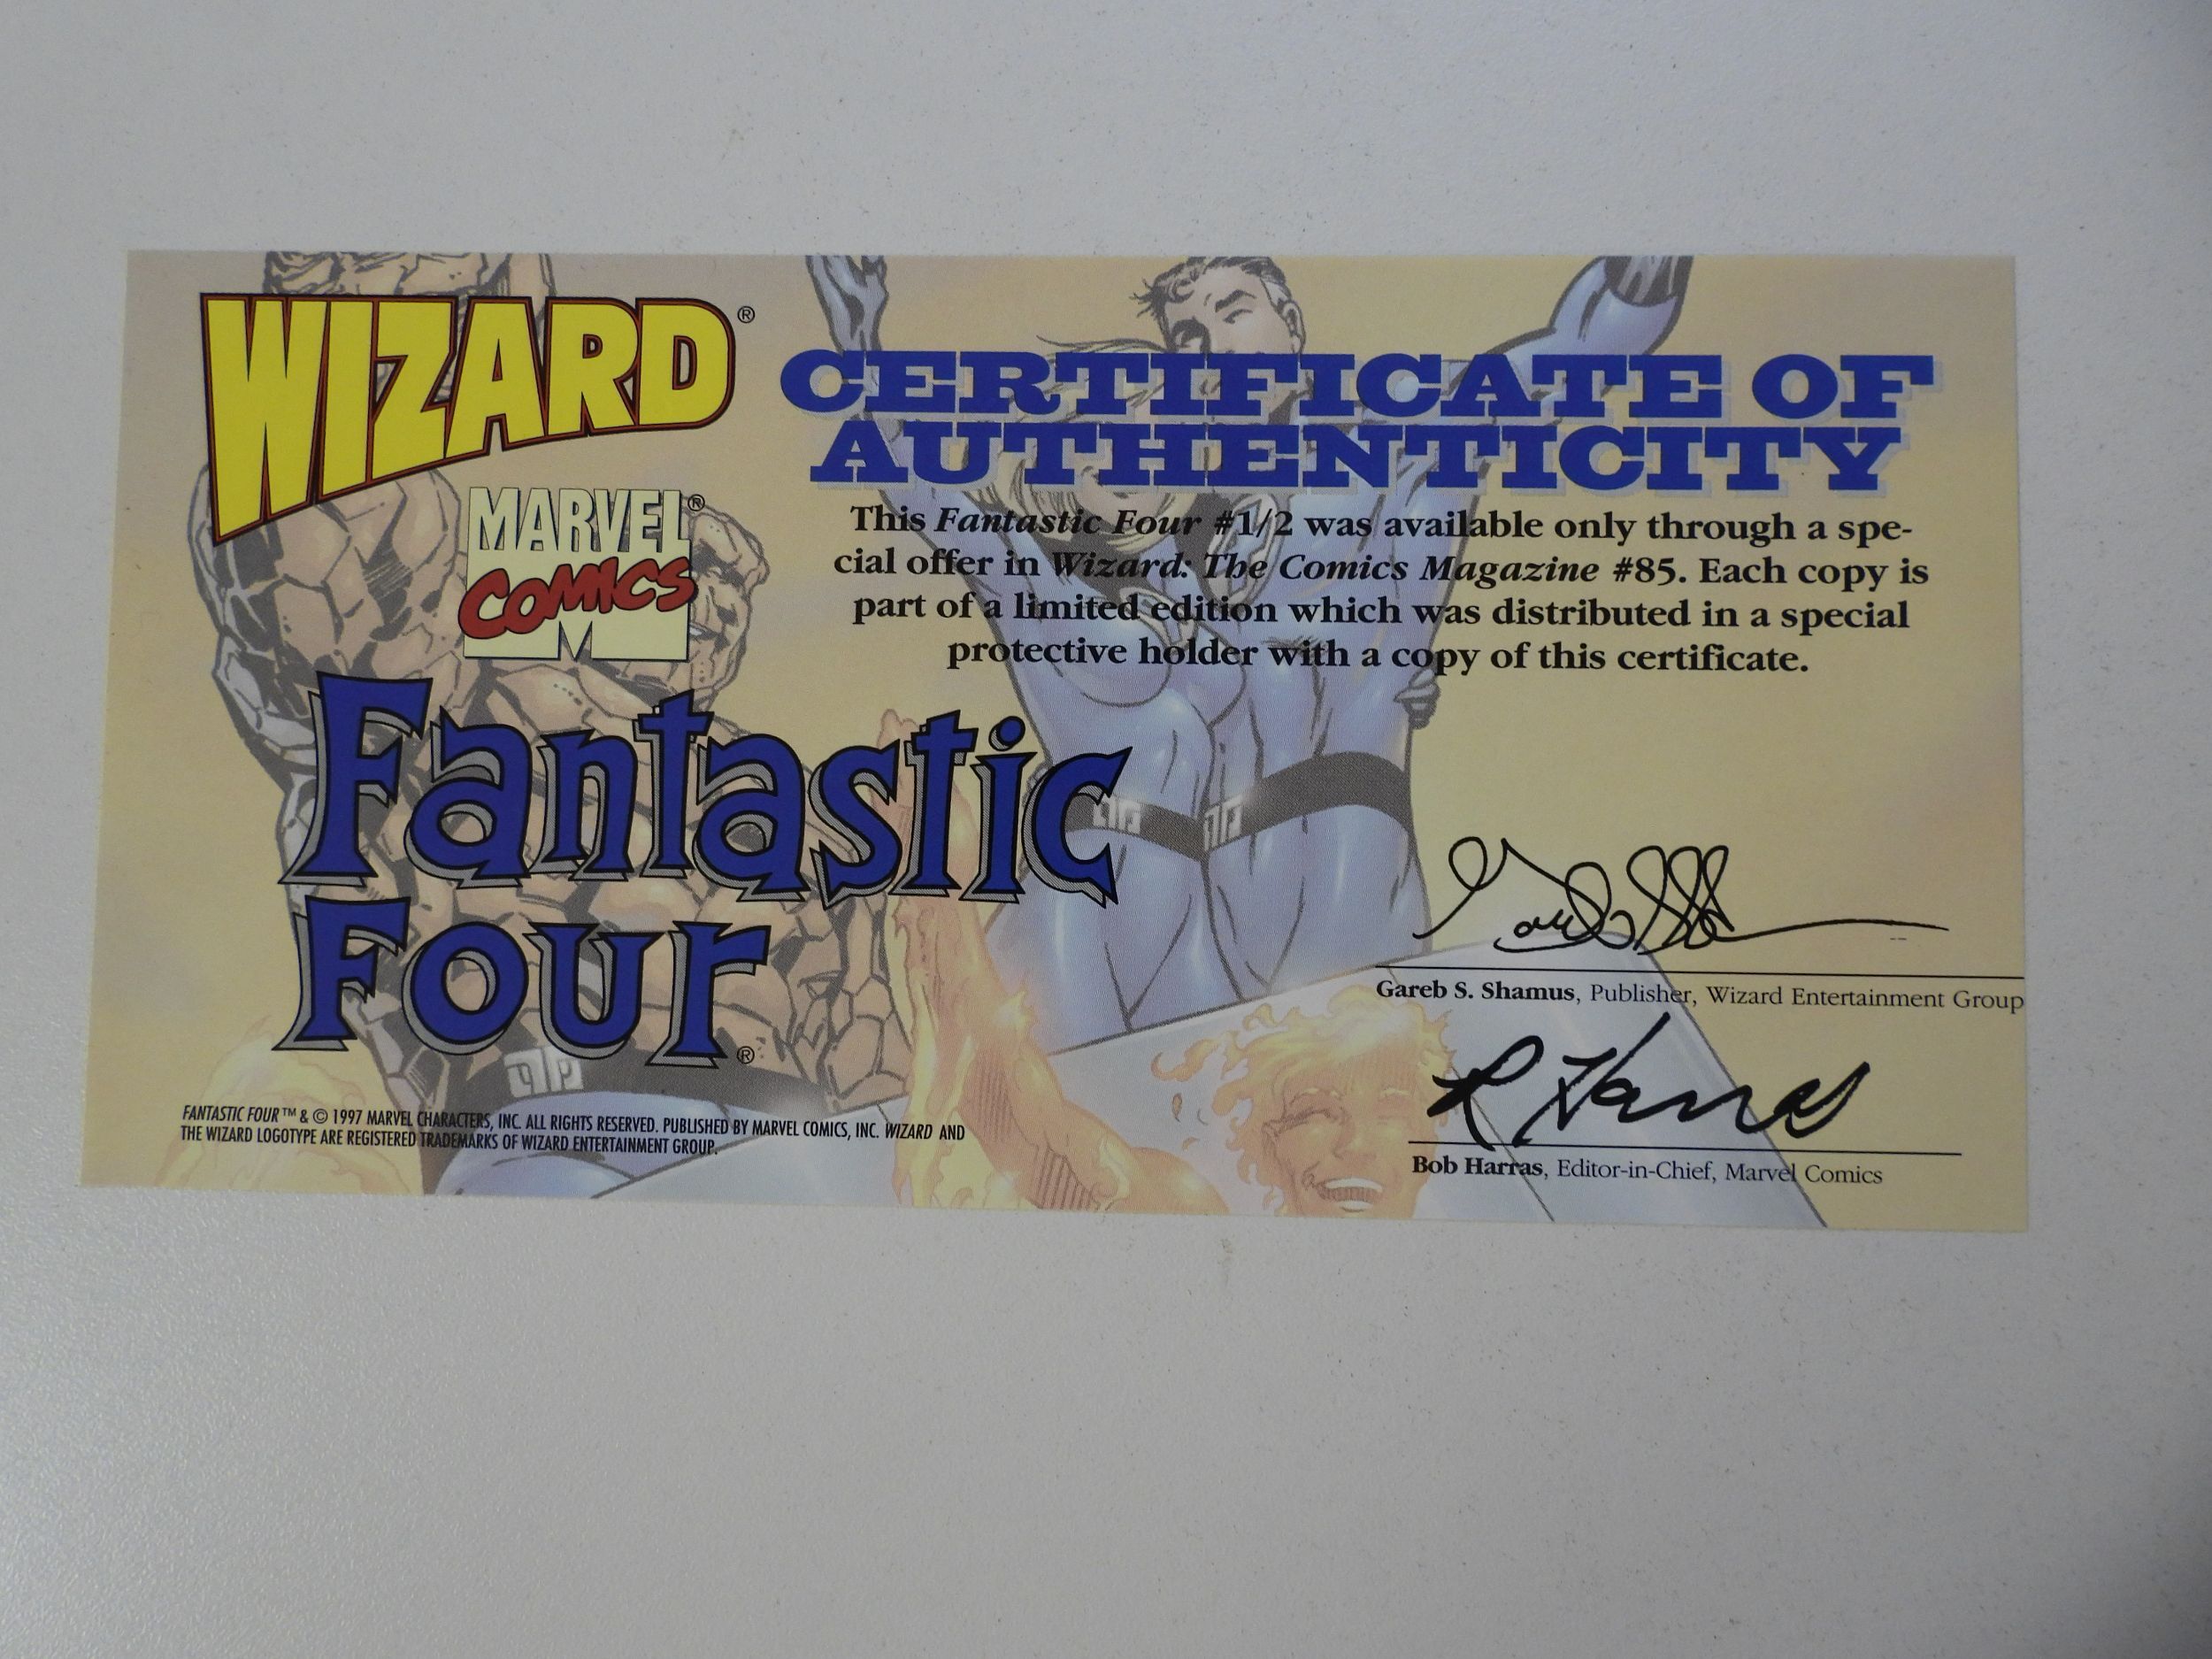 WIZARD®
MARVEL®
COMICS
M
CERTIFICATE OF
AUTHENTICITY
This Fantastic Four #1/2 was available only through a spe-
cial offer in Wizard: The Comics Magazine #85. Each copy is
part of a limited edition which was distributed in a special
protective holder with a copy of this certificate.
Fantastic
Four®
Gareb S. Shamus, Publisher, Wizard Entertainment Group
R Harras
Bob Harras, Editor-in-Chief, Marvel Comics
FANTASTIC FOUR™ & © 1997 MARVEL CHARACTERS, INC. ALL RIGHTS RESERVED. PUBLISHED BY MARVEL COMICS, INC. WIZARD AND
THE WIZARD LOGOTYPE ARE REGISTERED TRADEMARKS OF WIZARD ENTERTAINMENT GROUP.